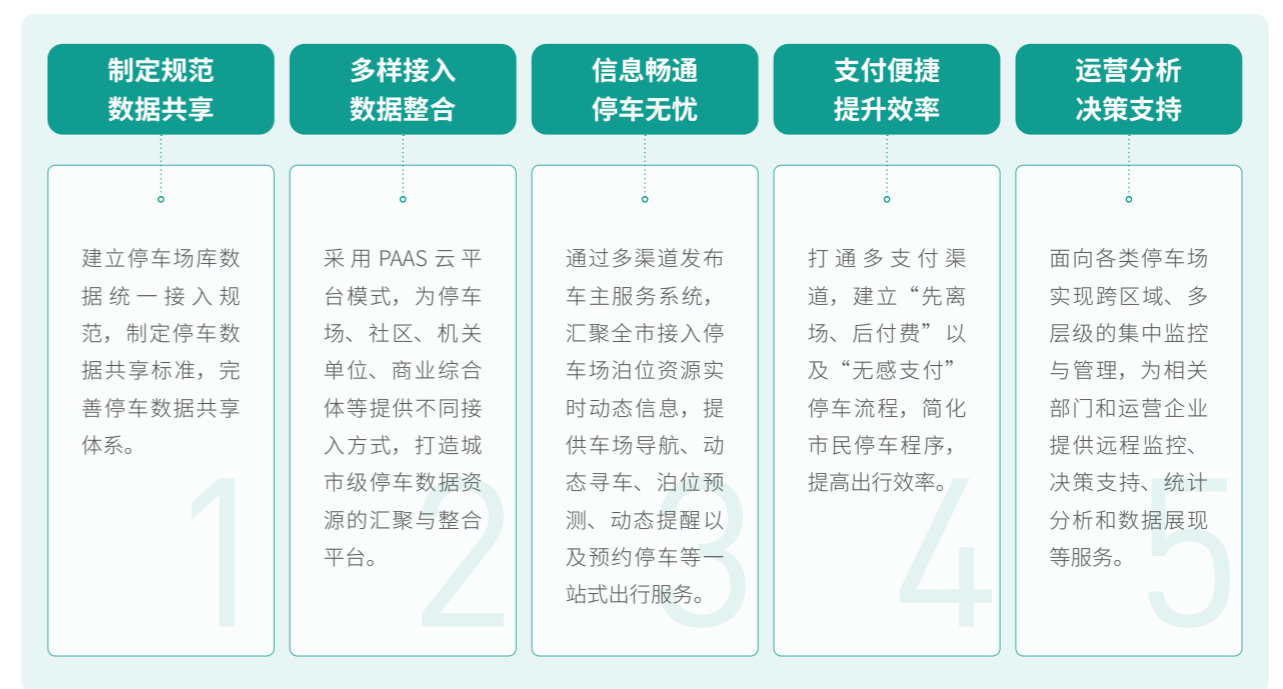 制定规范
数据共享
建立停车场库数
据统一接入规
范，制定停车数
据共享标准，完
善停车数据共享
体系。
1
多样接入
数据整合
采用 PAAS 云平
台模式，为停车
场、社区、机关
单位、商业综合
体等提供不同接
入方式，打造城
市级停车数据资
源的汇聚与整合
平台。
2
信息畅通
停车无忧
通过多渠道发布
车主服务系统，
汇聚全市接入停
车场泊位资源实
时动态信息，提
供车场导航、动
态寻车、泊位预
测、动态提醒以
及预约停车等一
站式出行服务。
3
支付便捷
提升效率
打通多支付渠
道，建立“先离
场、后付费”以
及“无感支付”
停车流程，简化
市民停车程序，
提高出行效率。
4
运营分析
决策支持
面向各类停车场
实现跨区域、多
层级的集中监控
与管理，为相关
部门和运营企业
提供远程监控、
决策支持、统计
分析和数据展现
等服务。
5